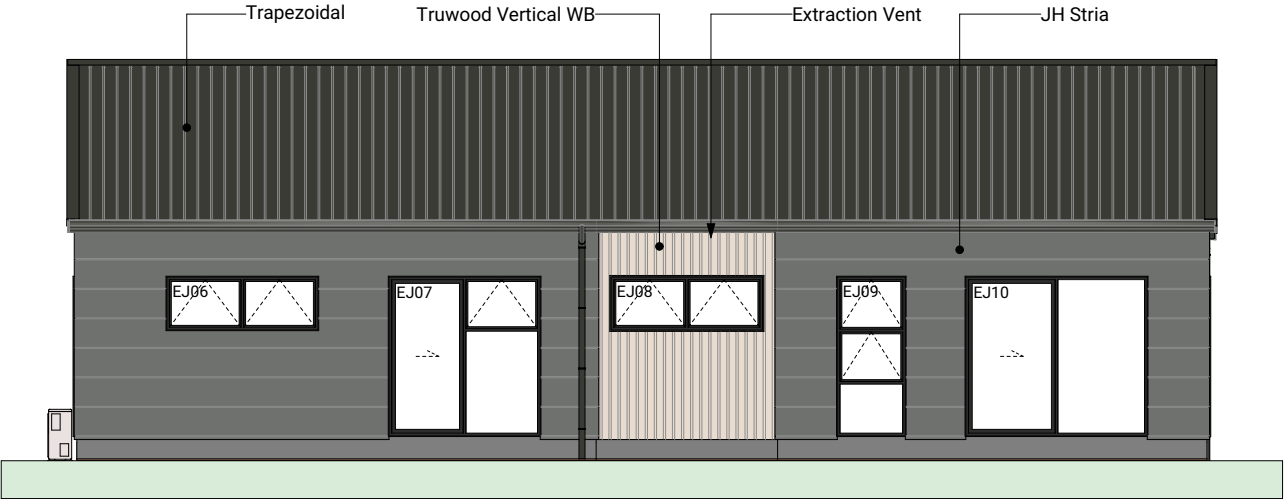 Trapezoidal
Truwood Vertical WB
Extraction Vent
JH Stria
EJ06
EJ07
EJ08
EJ09
EJ10